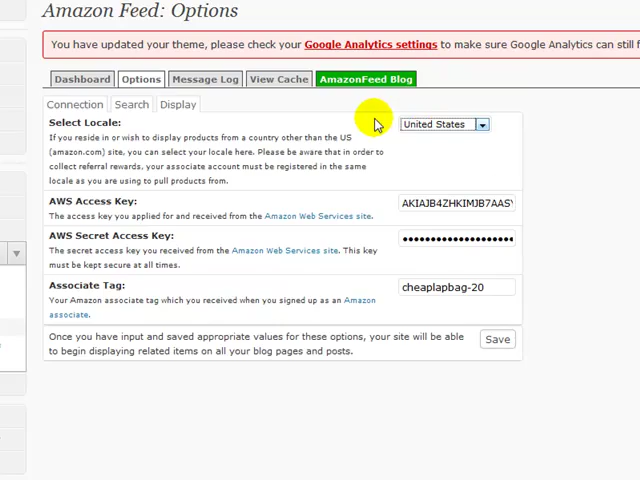 Amazon Feed: Options
You have updated your theme, please check your Google Analytics settings to make sure Google Analytics can still f
Dashboard Options Message Log View Cache AmazonFeed Blog
Connection Search Display
Select Locale:
United States
If you reside in or wish to display products from a country other than the US
(amazon.com) site, you can select your locale here. Please be aware that in order to
collect referral rewards, your associate account must be registered in the same
locale as you are using to pull products from.
AWS Access Key:
AKIAJB4ZHKIMJB7AASY
The access key you applied for and received from the Amazon Web Services site.
AWS Secret Access Key:
The secret access key you received from the Amazon Web Services site. This key
must be kept secure at all times.
Associate Tag:
cheaplapbag-20
Your Amazon associate tag which you received when you signed up as an Amazon
associate.
Once you have input and saved appropriate values for these options, your site will be able
to begin displaying related items on all your blog pages and posts.
Save